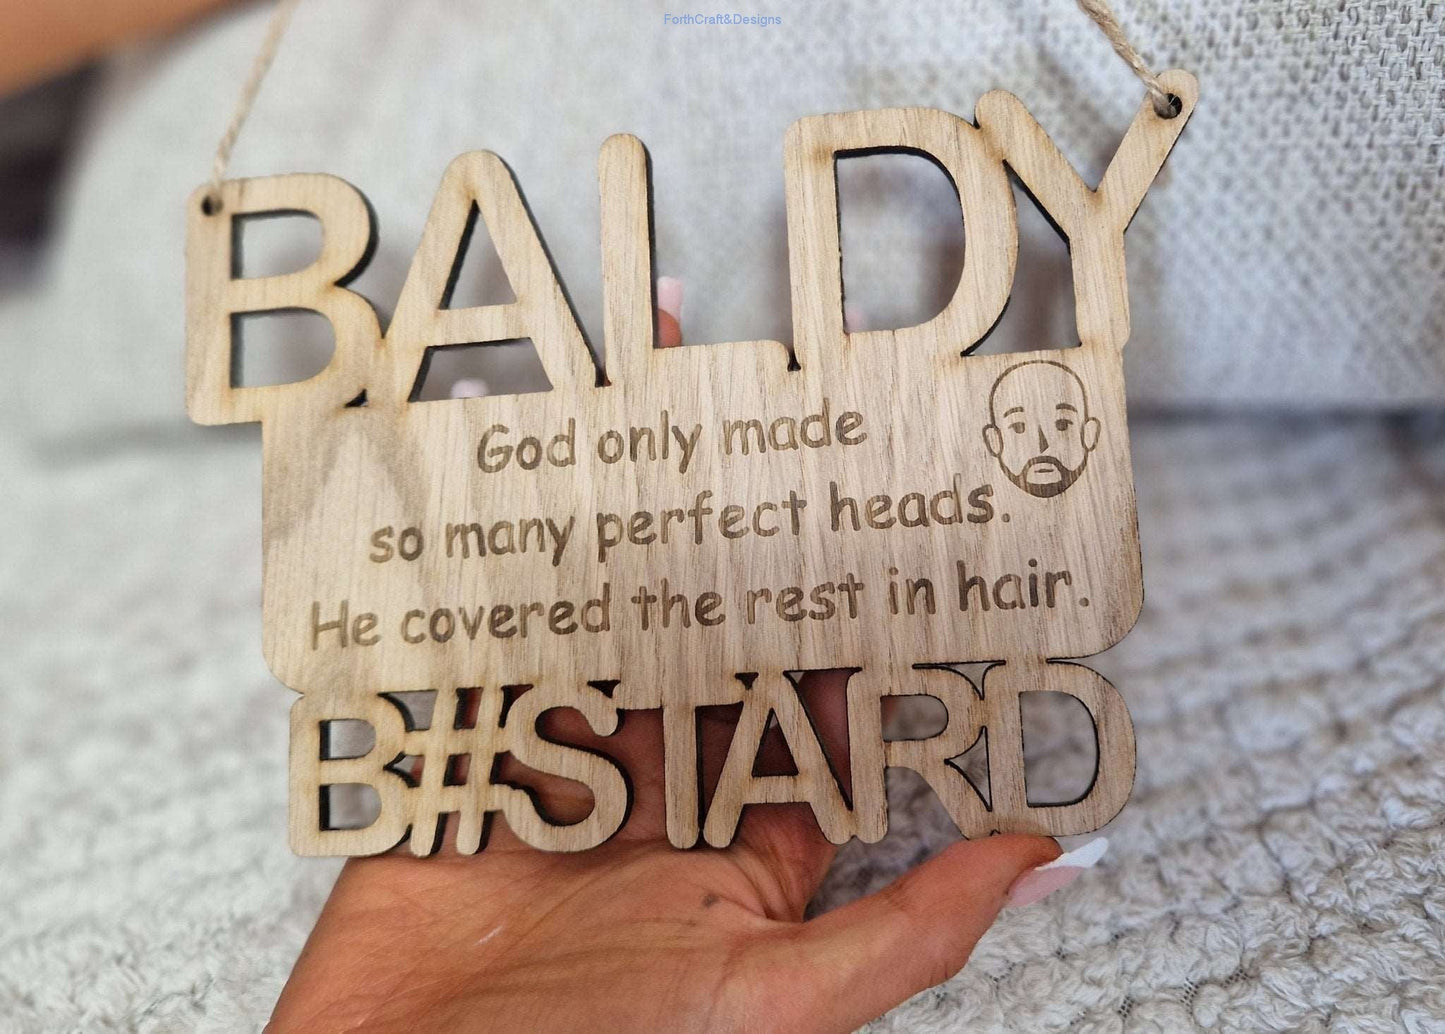 ForthCraft&Designs
BALDY
God only made
so many perfect heads.
He covered the rest in hair.
B#STARD